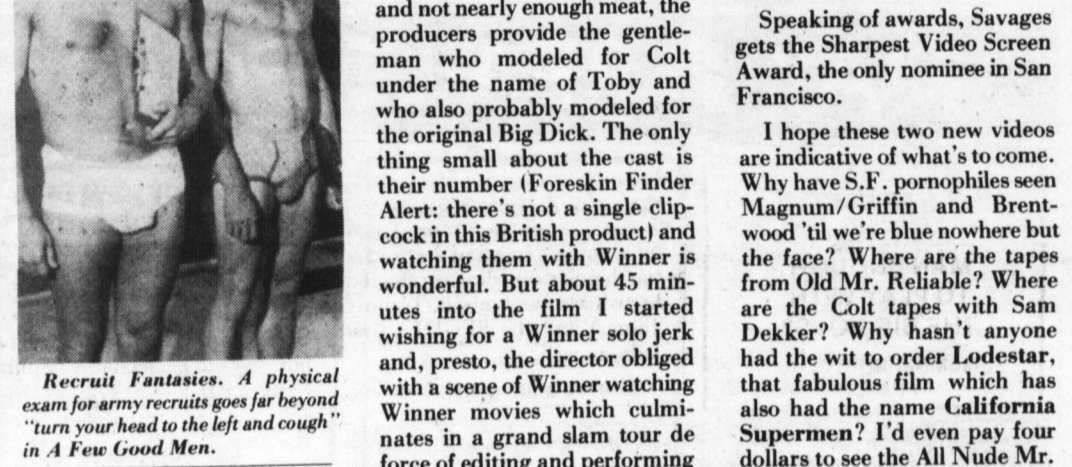 Recruit Fantasies. A physical
exam for army recruits goes far beyond
"turn your head to the left and cough"
in A Few Good Men.
and not nearly enough meat, the
producers provide the gentle-
man who modeled for Colt
under the name of Toby and
who also probably modeled for
the original Big Dick. The only
thing small about the cast is
their number (Foreskin Finder
Alert: there's not a single clip-
cock in this British product) and
watching them with Winner is
wonderful. But about 45 min-
utes into the film I started
wishing for a Winner solo jerk
and, presto, the director obliged
with a scene of Winner watching
Winner movies which culmi-
nates in a grand slam tour de
force of editing and performing
Speaking of awards, Savages
gets the Sharpest Video Screen
Award, the only nominee in San
Francisco.
I hope these two new videos
are indicative of what's to come.
Why have S.F. pornophiles seen
Magnum/Griffin and Brent-
wood 'til we're blue nowhere but
the face? Where are the tapes
from Old Mr. Reliable? Where
are the Colt tapes with Sam
Dekker? Why hasn't anyone
had the wit to order Lodestar,
that fabulous film which has
also had the name California
Supermen? I'd even pay four
dollars to see the All Nude Mr.